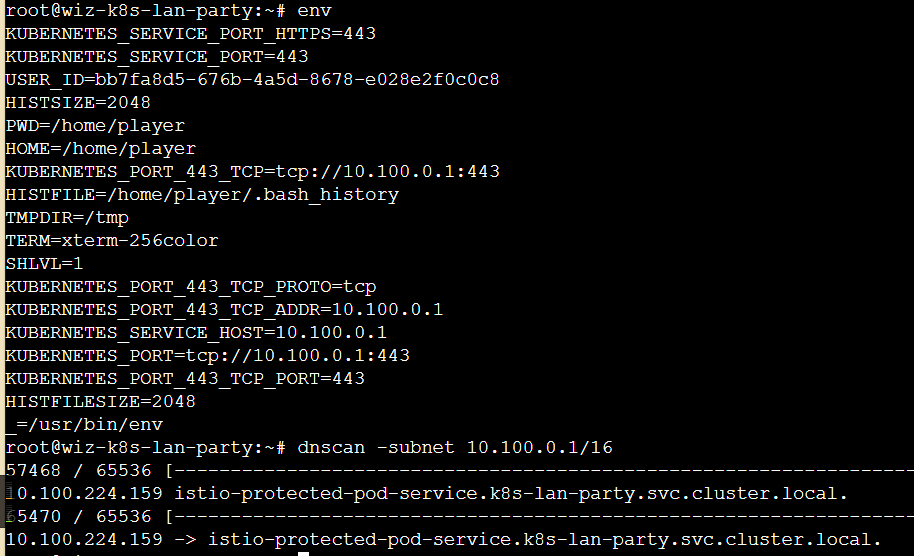 root@wiz-k8s-lan-party:~# env
KUBERNETES_SERVICE_PORT_HTTPS=443
KUBERNETES_SERVICE_PORT=443
USER_ID=bb7fa8d5-676b-4a5d-8678-e028e2f0c0c8
HISTSIZE=2048
PWD=/home/player
HOME=/home/player
KUBERNETES_PORT_443_TCP=tcp://10.100.0.1:443
HISTFILE=/home/player/.bash_history
TMPDIR=/tmp
TERM=xterm-256color
SHLVL=1
KUBERNETES_PORT_443_TCP_PROTO=tcp
KUBERNETES_PORT_443_TCP_ADDR=10.100.0.1
KUBERNETES_SERVICE_HOST=10.100.0.1
KUBERNETES_PORT=tcp://10.100.0.1:443
KUBERNETES_PORT_443_TCP_PORT=443
HISTFILESIZE=2048
_=/usr/bin/env
root@wiz-k8s-lan-party:~# dnscan -subnet 10.100.0.1/16
57468 / 65536 [------------------------------------------------------------------
10.100.224.159 istio-protected-pod-service.k8s-lan-party.svc.cluster.local.
65470 / 65536 [------------------------------------------------------------------
10.100.224.159 -> istio-protected-pod-service.k8s-lan-party.svc.cluster.local.